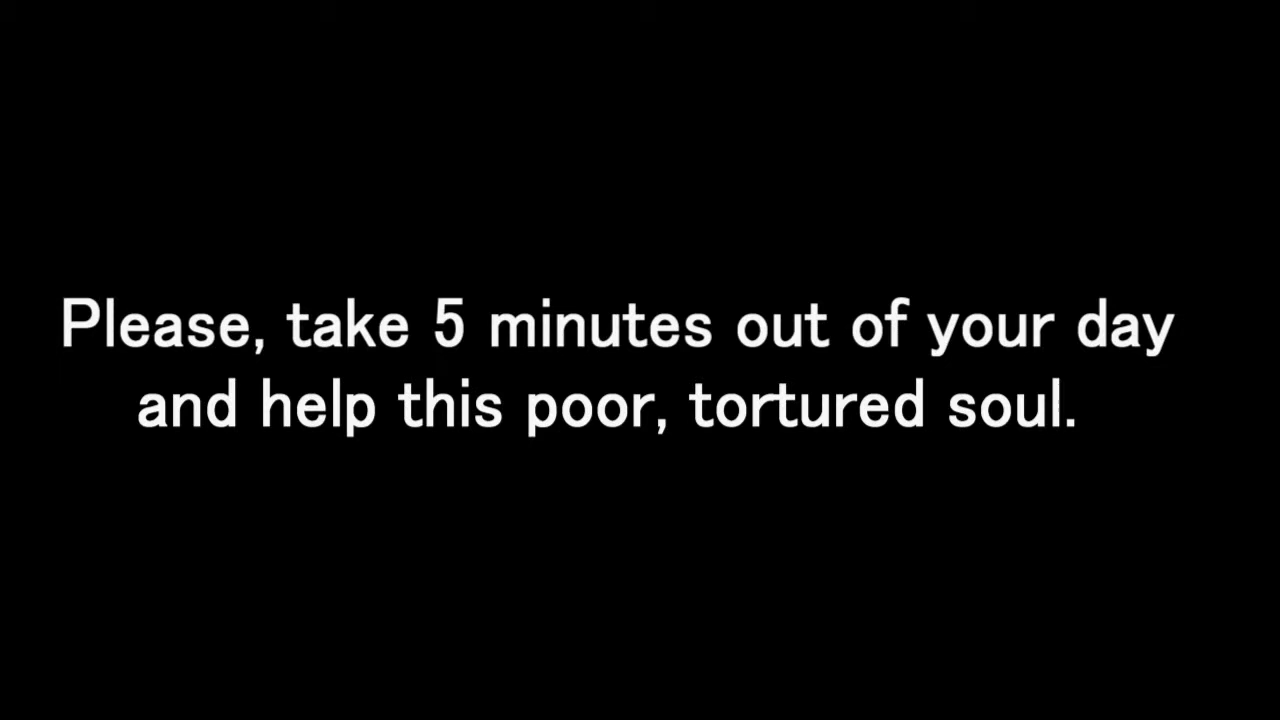 Please, take 5 minutes out of your day
and help this poor, tortured soul.